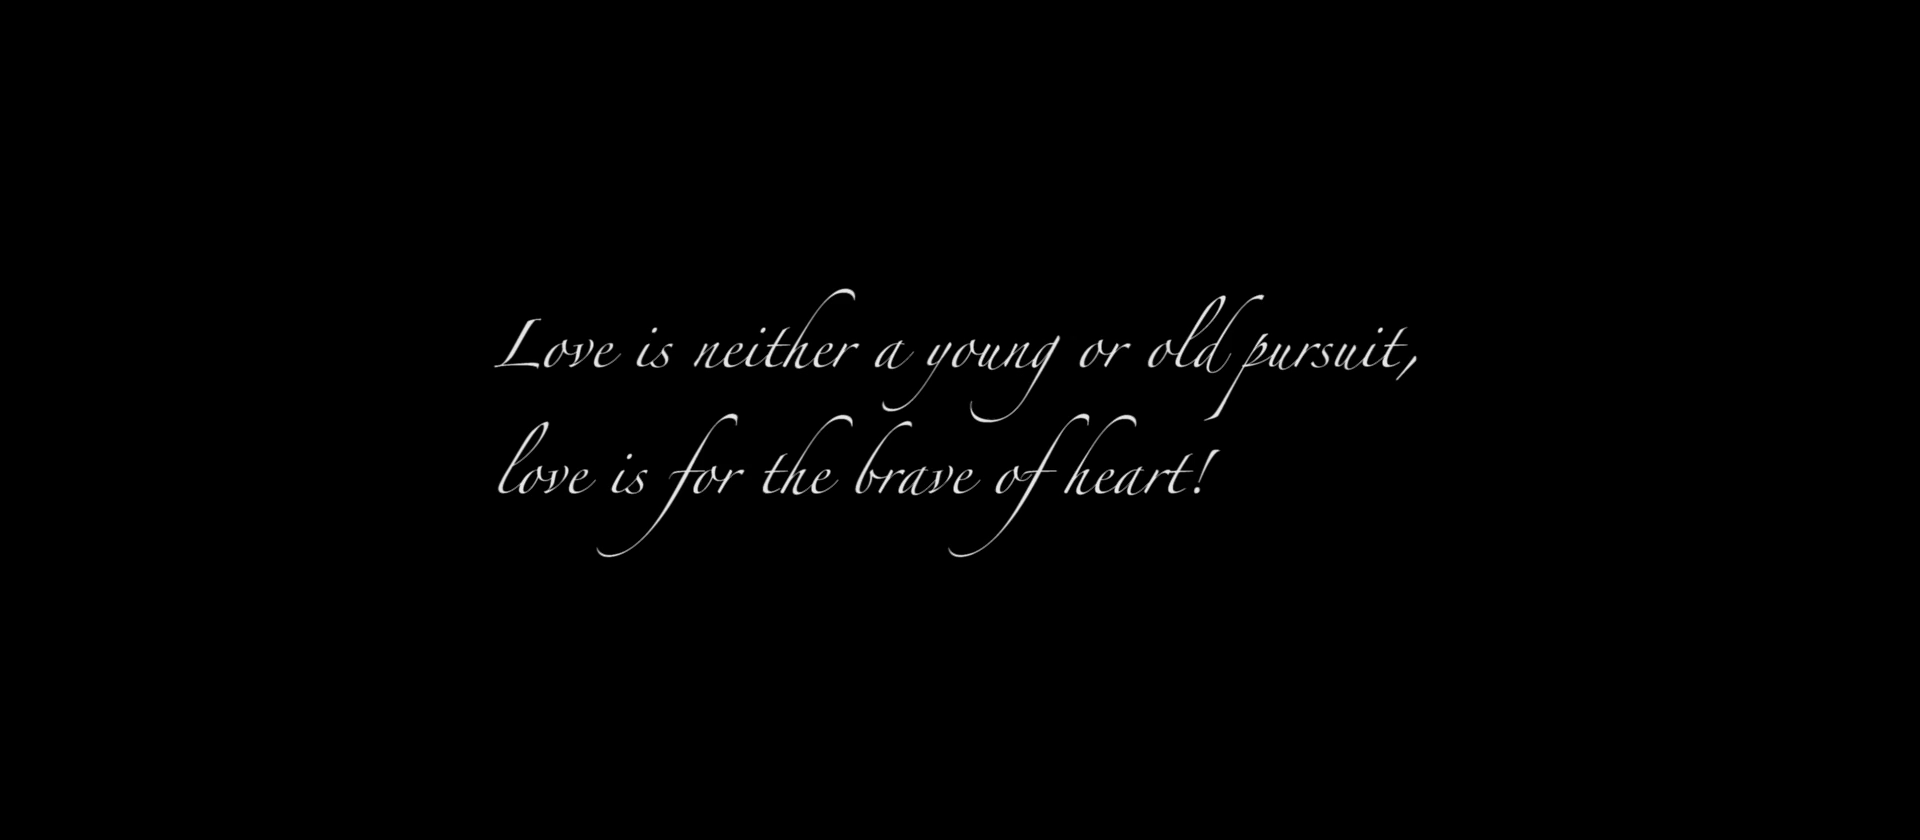 Love is neither a young or old pursuit,
love is for the brave of heart!